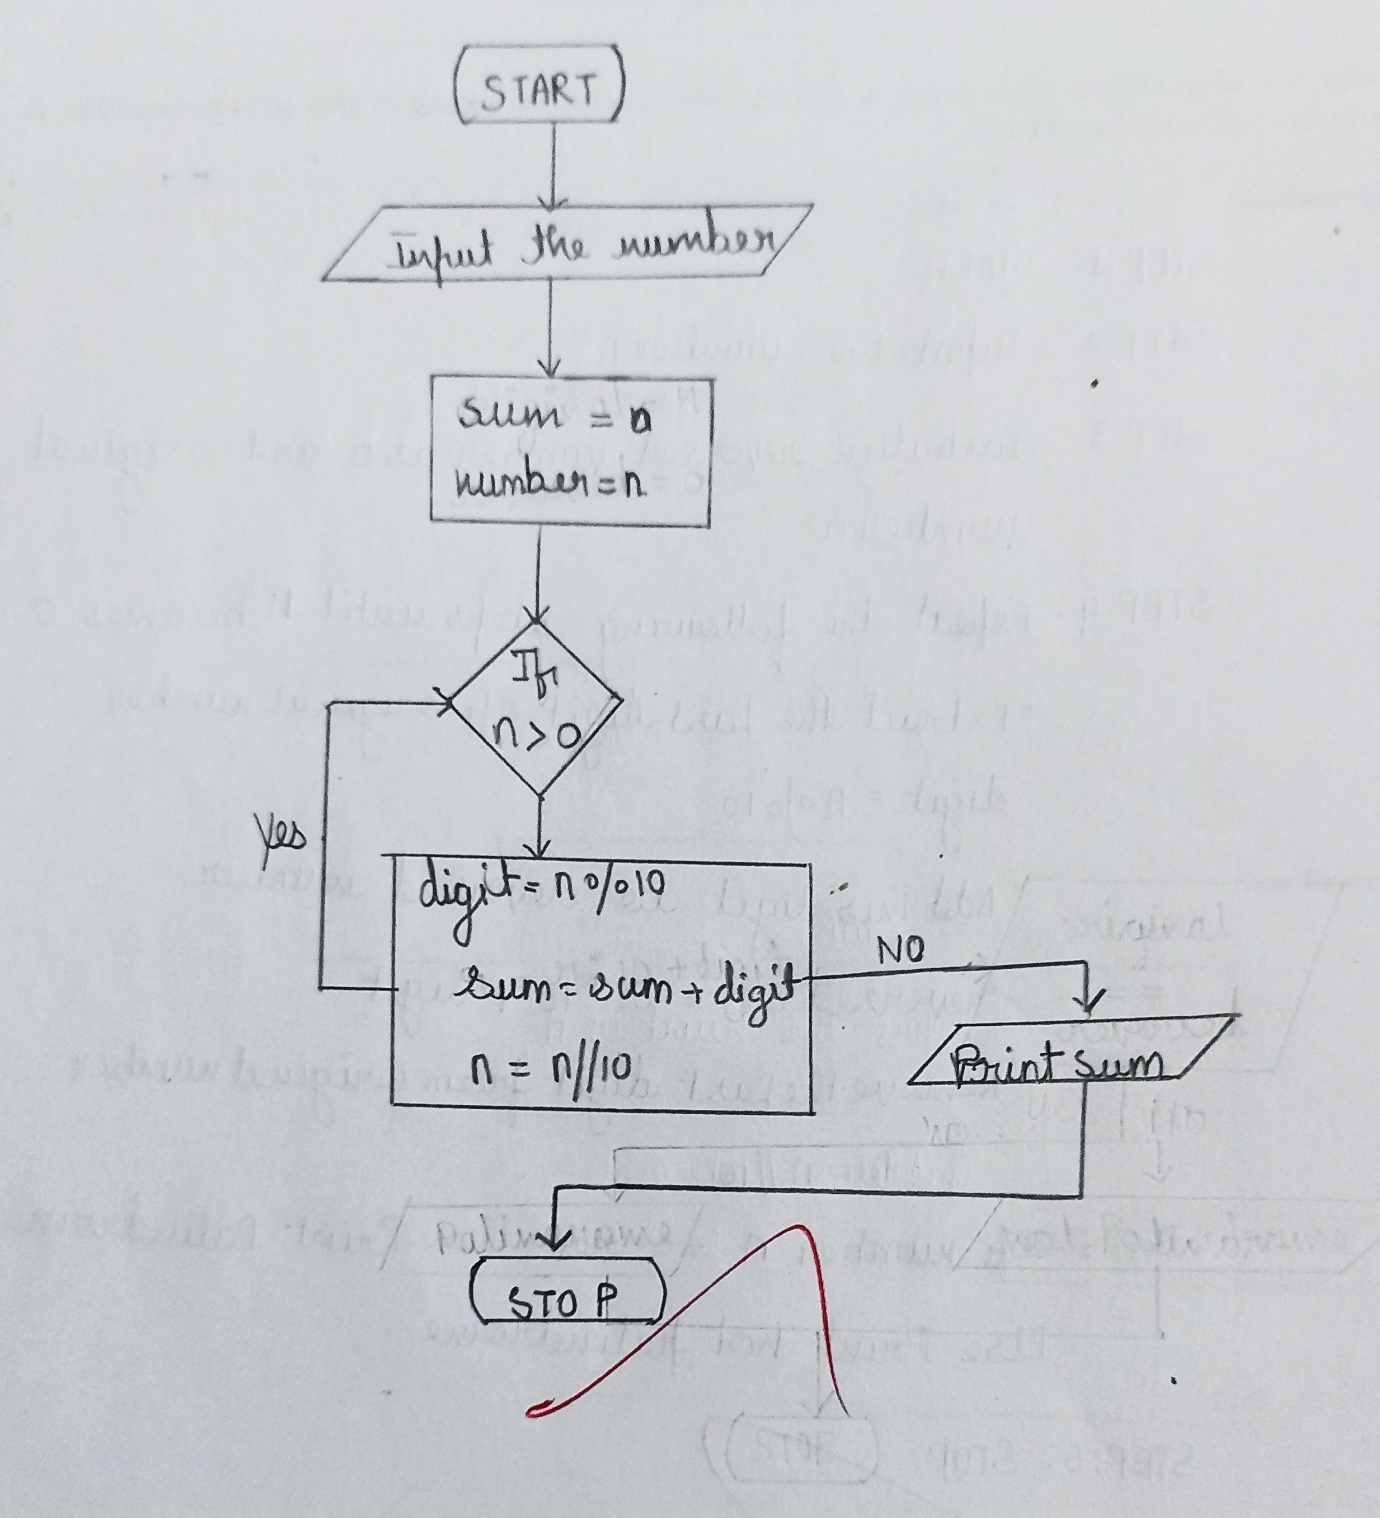 START
Input the number
sum = n
number = n
If
n > 0
Yes
digit = n % 10
sum = sum + digit
n = n//10
NO
Print sum
STOP